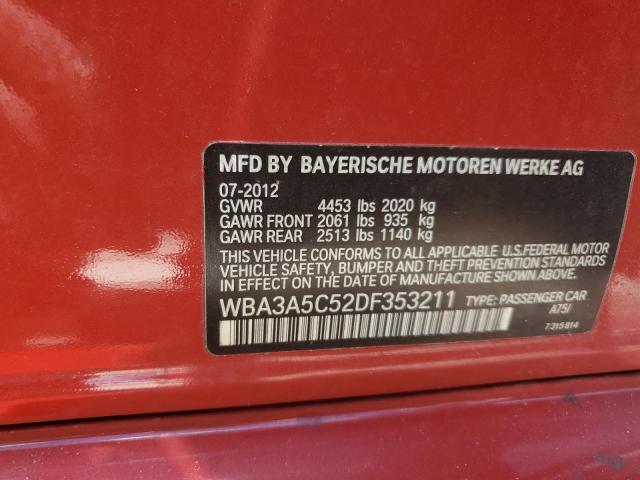 MFD BY BAYERISCHE MOTOREN WERKE AG
07-2012
GVWR 4453 lbs 2020 kg
GAWR FRONT 2061 lbs 935 kg
GAWR REAR 2513 lbs 1140 kg
THIS VEHICLE CONFORMS TO ALL APPLICABLE U.S.FEDERAL MOTOR
VEHICLE SAFETY, BUMPER AND THEFT PREVENTION STANDARDS
IN EFFECT ON THE DATE OF MANUFACTURE SHOWN ABOVE.
WBA3A5C52DF353211 TYPE: PASSENGER CAR
A75/
7 315 814